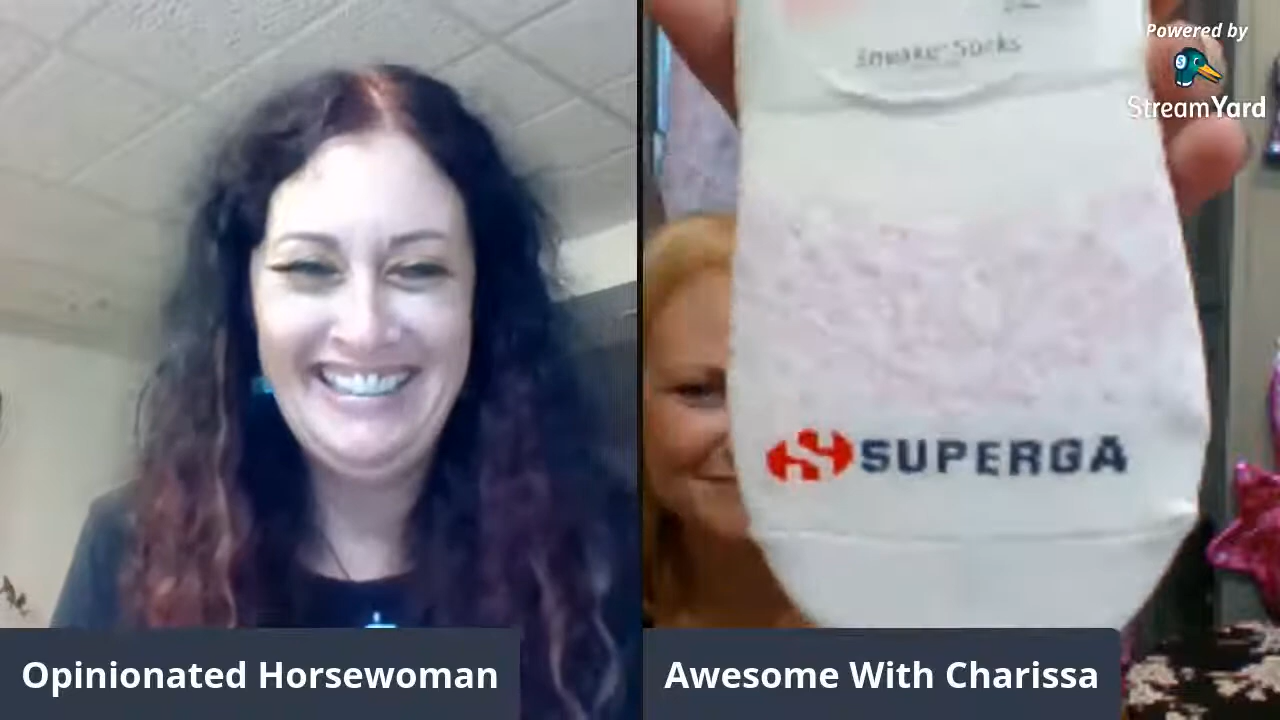 Sneaker Socks
SUPERGA
Powered by
StreamYard
Opinionated Horsewoman
Awesome With Charissa